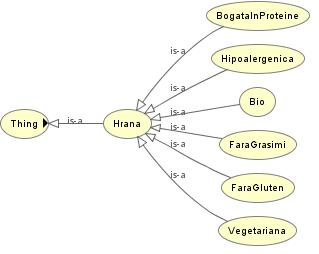 BogataInProteine
is-a
Hipoalergenica
is-a
Bio
is-a
Thing
is-a
Hrana
is-a
FaraGrasimi
is-a
FaraGluten
is-a
Vegetariana